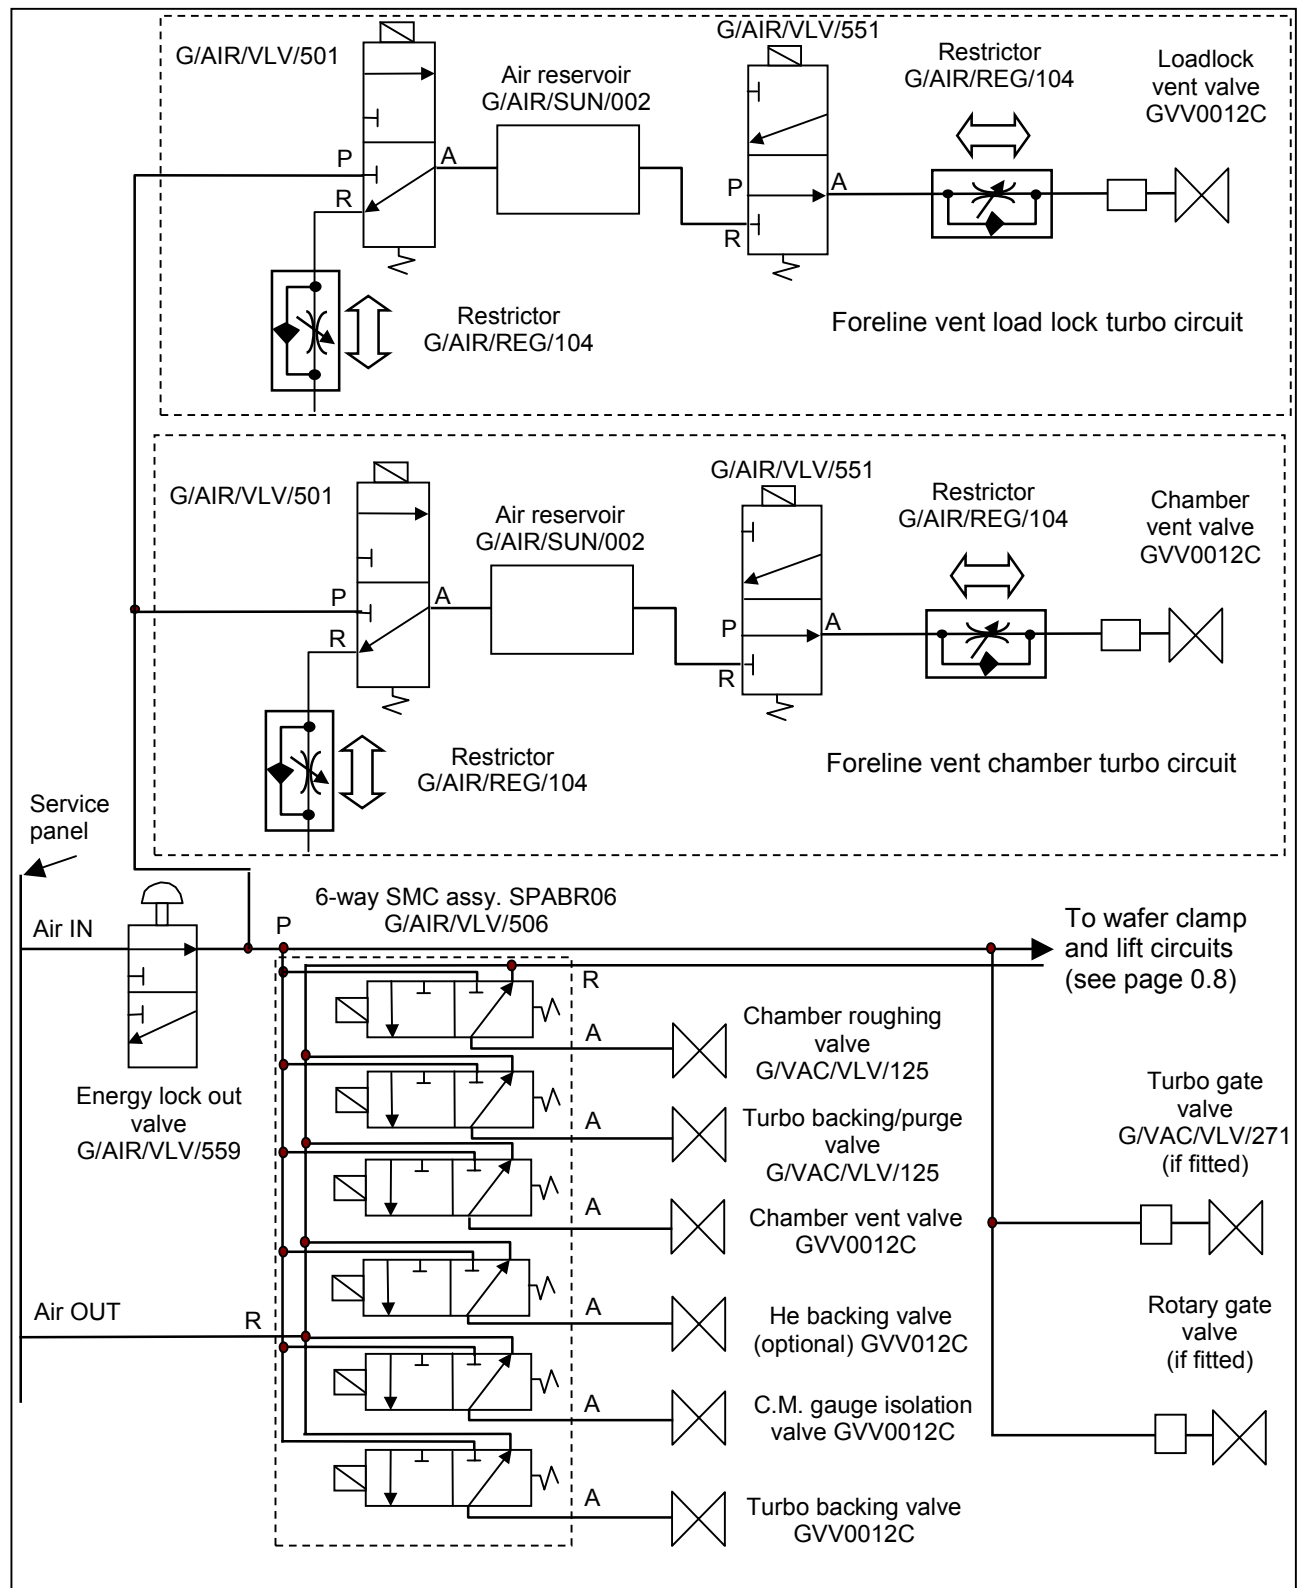 G/AIR/VLV/501
Air reservoir
G/AIR/SUN/002
G/AIR/VLV/551
Restrictor
G/AIR/REG/104
Loadlock
vent valve
GVV0012C
P
A
R
P
A
R
Restrictor
G/AIR/REG/104
Foreline vent load lock turbo circuit
G/AIR/VLV/501
Air reservoir
G/AIR/SUN/002
G/AIR/VLV/551
Restrictor
G/AIR/REG/104
Chamber
vent valve
GVV0012C
P
A
R
P
A
R
Restrictor
G/AIR/REG/104
Foreline vent chamber turbo circuit
Service
panel
Air IN
Energy lock out
valve
G/AIR/VLV/559
6-way SMC assy. SPABR06
G/AIR/VLV/506
P
R
To wafer clamp
and lift circuits
(see page 0.8)
A
Chamber roughing
valve
G/VAC/VLV/125
A
Turbo backing/purge
valve
G/VAC/VLV/125
A
Chamber vent valve
GVV0012C
A
He backing valve
(optional) GVV012C
A
C.M. gauge isolation
valve GVV0012C
A
Turbo backing valve
GVV0012C
Turbo gate
valve
G/VAC/VLV/271
(if fitted)
Rotary gate
valve
(if fitted)
Air OUT
R